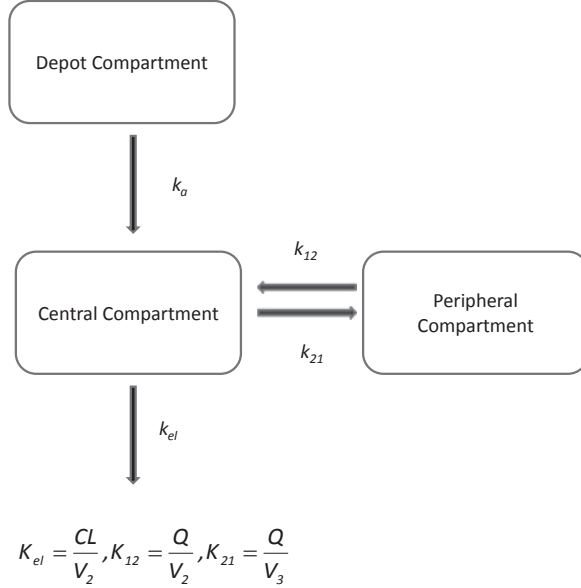 Depot Compartment
k_a
k_12
Central Compartment
Peripheral
Compartment
k_21
k_el
K_el = CL/V_2 , K_12 = Q/V_2 , K_21 = Q/V_3